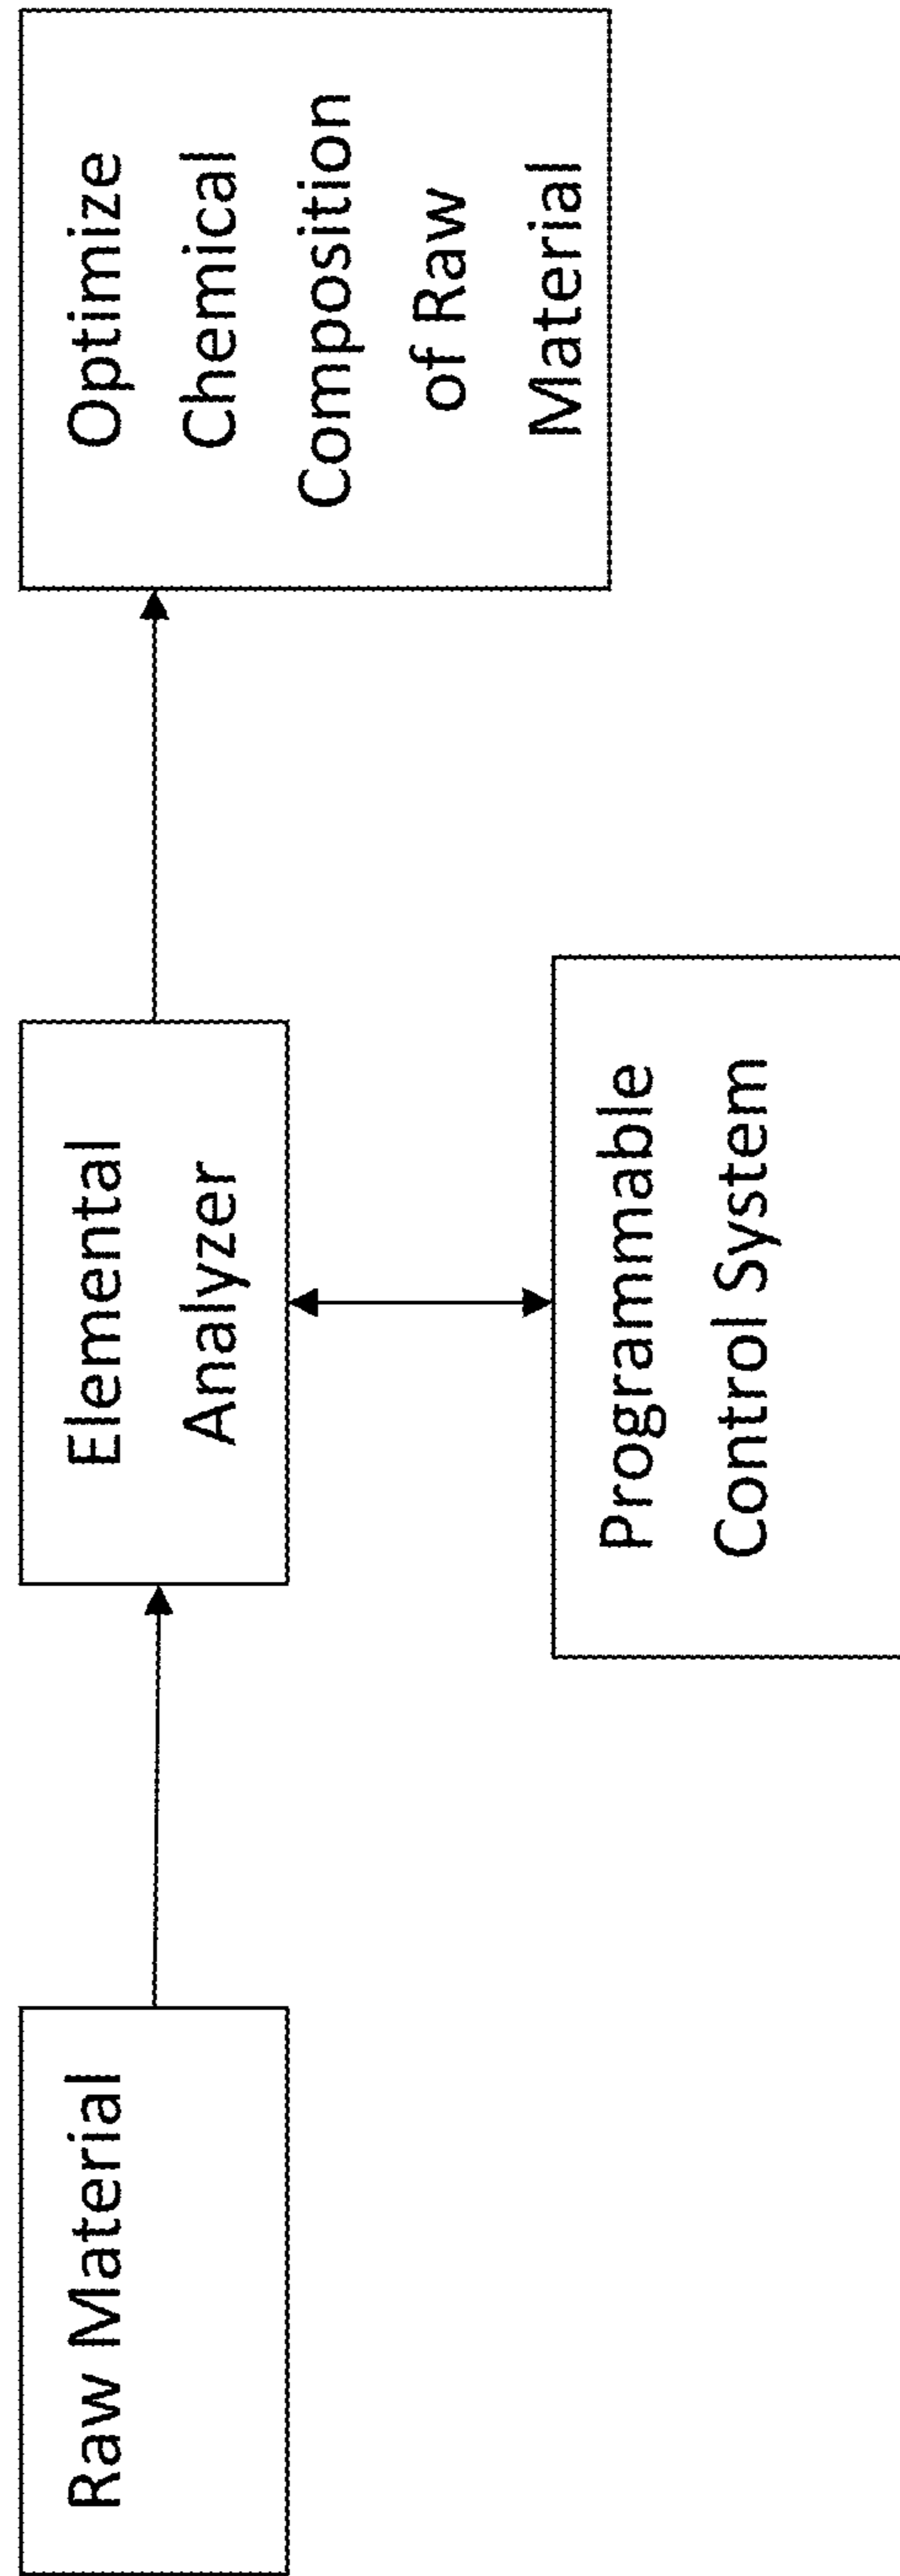 Raw Material
Elemental
Analyzer
Programmable
Control System
Optimize
Chemical
Composition
of Raw
Material